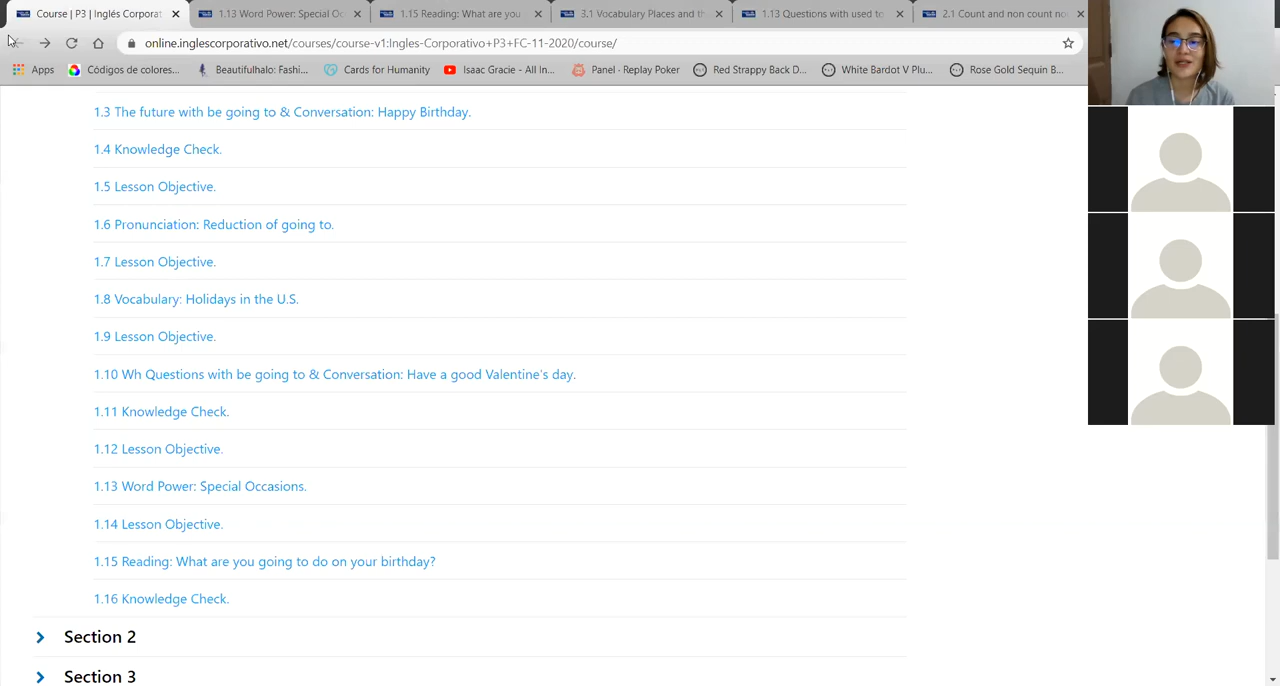 Course | P3 | Inglés Corporat
1.13 Word Power: Special Oc
1.15 Reading: What are you
3.1 Vocabulary Places and th
1.13 Questions with used to
2.1 Count and non count no
online.inglescorporativo.net/courses/course-v1:Ingles-Corporativo+P3+FC-11-2020/course/
Apps
Códigos de colores...
Beautifulhalo: Fashi...
Cards for Humanity
Isaac Gracie - All In...
Panel · Replay Poker
Red Strappy Back D...
White Bardot V Plu...
Rose Gold Sequin B...
1.3 The future with be going to & Conversation: Happy Birthday.
1.4 Knowledge Check.
1.5 Lesson Objective.
1.6 Pronunciation: Reduction of going to.
1.7 Lesson Objective.
1.8 Vocabulary: Holidays in the U.S.
1.9 Lesson Objective.
1.10 Wh Questions with be going to & Conversation: Have a good Valentine's day.
1.11 Knowledge Check.
1.12 Lesson Objective.
1.13 Word Power: Special Occasions.
1.14 Lesson Objective.
1.15 Reading: What are you going to do on your birthday?
1.16 Knowledge Check.
Section 2
Section 3